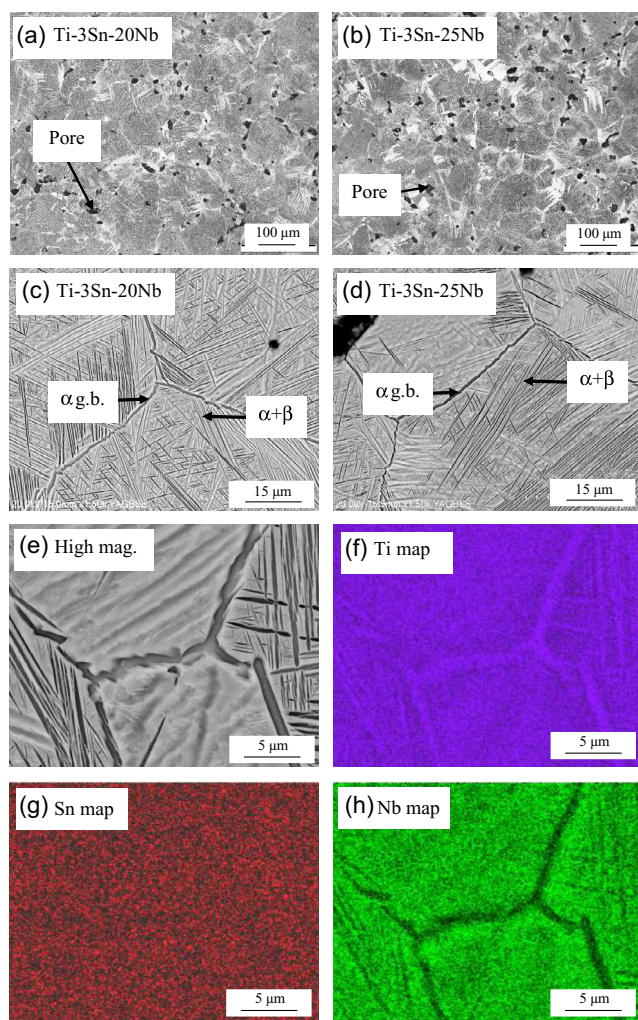 (a) Ti-3Sn-20Nb
Pore
100 μm
(b) Ti-3Sn-25Nb
Pore
100 μm
(c) Ti-3Sn-20Nb
α g.b.
α+β
15 μm
(d) Ti-3Sn-25Nb
α g.b.
α+β
15 μm
(e) High mag.
5 μm
(f) Ti map
5 μm
(g) Sn map
5 μm
(h) Nb map
5 μm